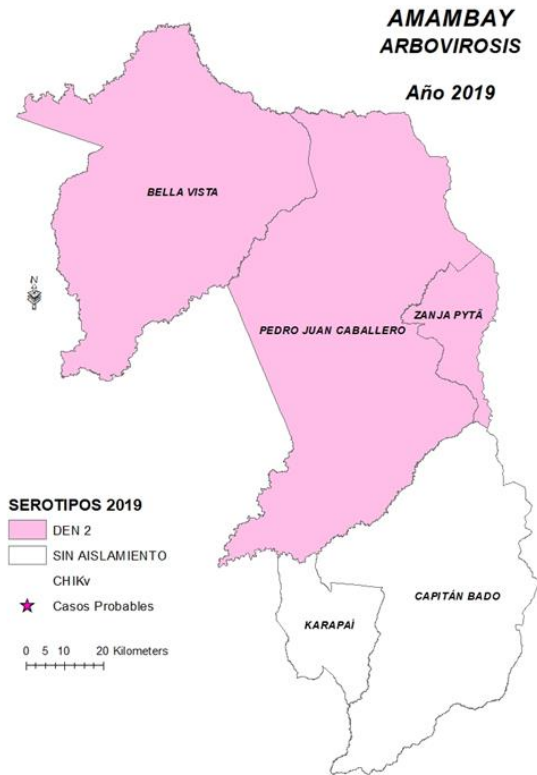 AMAMBAY
ARBOVIROSIS
Año 2019
BELLA VISTA
N
ZANJA PYTÃ
PEDRO JUAN CABALLERO
SEROTIPOS 2019
DEN 2
SIN AISLAMIENTO
CHIKv
Casos Probables
0 5 10 20 Kilometers
CAPITÁN BADO
KARAPAÍ